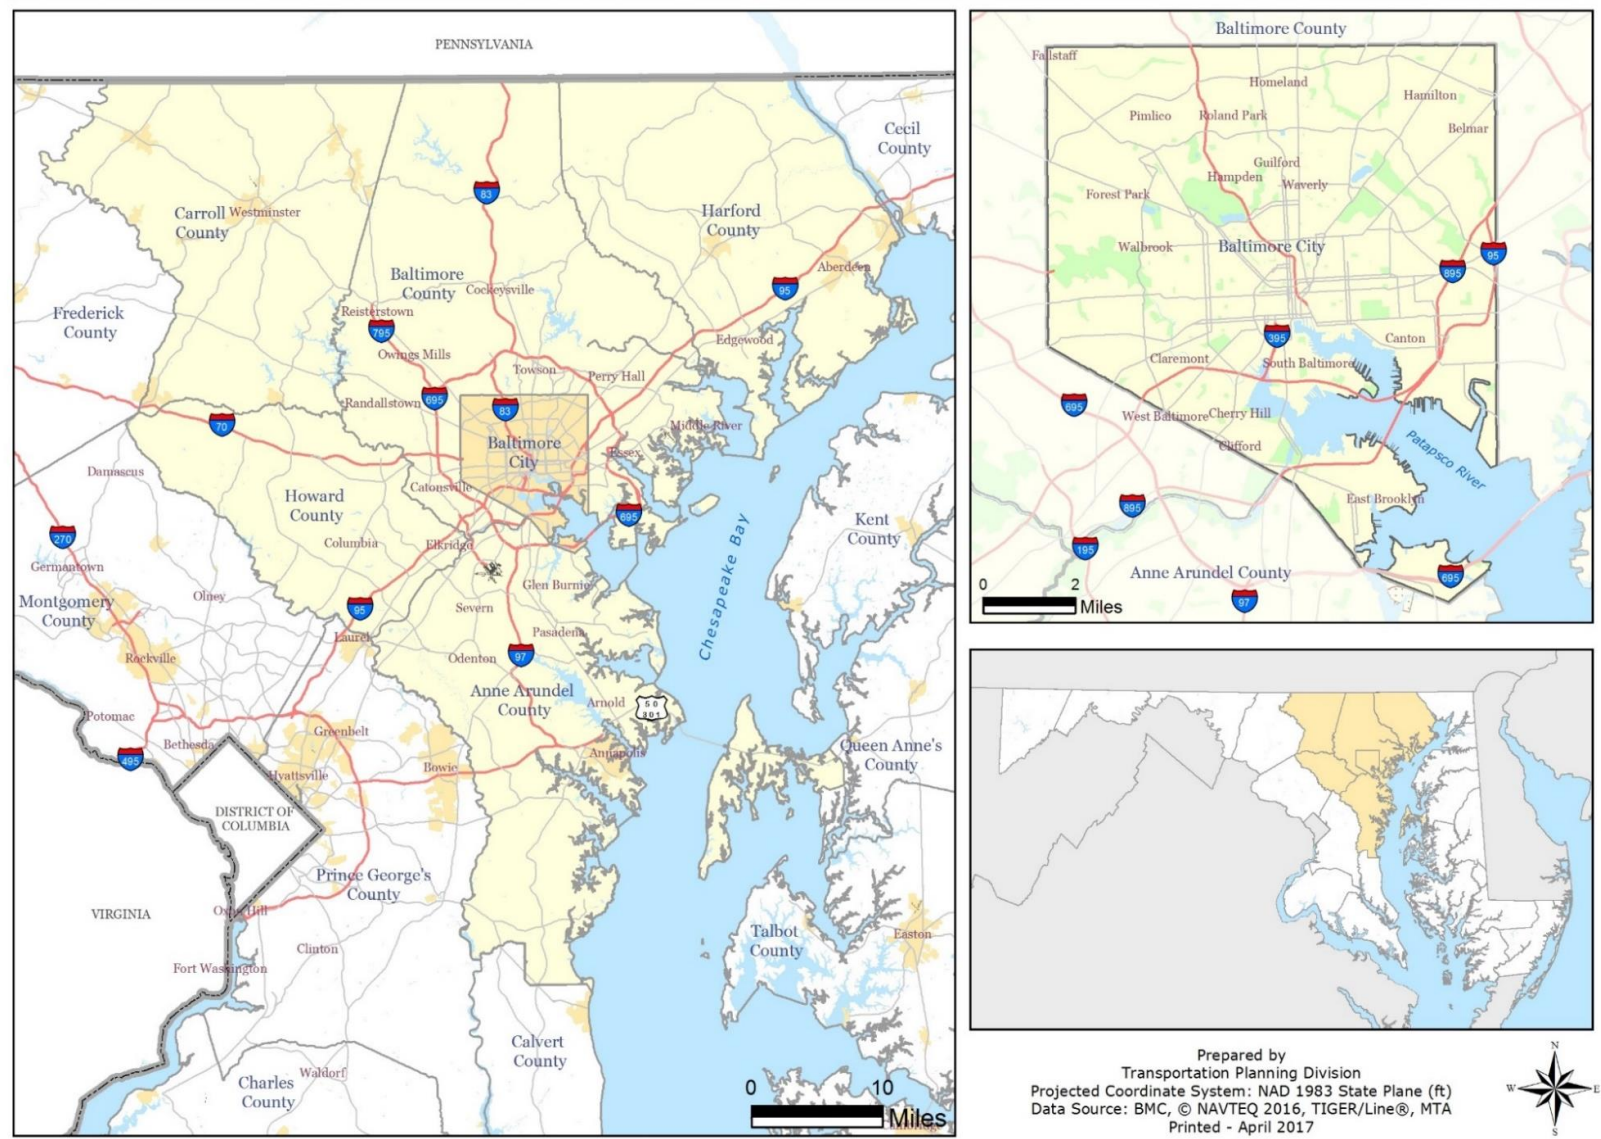 PENNSYLVANIA
Cecil
County
83
Carroll
County
Westminster
Harford
County
Baltimore
County
Cockeysville
Aberdeen
95
Frederick
County
Reisterstown
795
Owings Mills
Edgewood
Towson
Perry Hall
695
Randallstown
83
70
Middle River
Baltimore
City
Essex
Damascus
Catonsville
Howard
County
695
Kent
County
270
Columbia
Elkridge
Chesapeake Bay
Germantown
Glen Burnie
Olney
Montgomery
County
95
Severn
Laurel
Pasadena
Rockville
Odenton
97
Anne Arundel
County
Arnold
50
301
Potomac
Greenbelt
Bethesda
Annapolis
Queen Anne's
County
495
Hyattsville
Bowie
DISTRICT OF
COLUMBIA
Prince George's
County
VIRGINIA
Oxon Hill
Talbot
County
Easton
Clinton
Fort Washington
Calvert
County
Charles
County
Waldorf
0 10
Miles
Baltimore County
Fallstaff
Homeland
Hamilton
Pimlico
Roland Park
Belmar
Guilford
Hampden
Waverly
Forest Park
Walbrook
Baltimore City
95
895
395
Canton
Claremont
South Baltimore
695
West Baltimore
Cherry Hill
Clifford
Patapsco River
East Brooklyn
895
195
Anne Arundel County
695
97
0 2
Miles
Prepared by
Transportation Planning Division
Projected Coordinate System: NAD 1983 State Plane (ft)
Data Source: BMC, © NAVTEQ 2016, TIGER/Line®, MTA
Printed - April 2017
N
W E
S